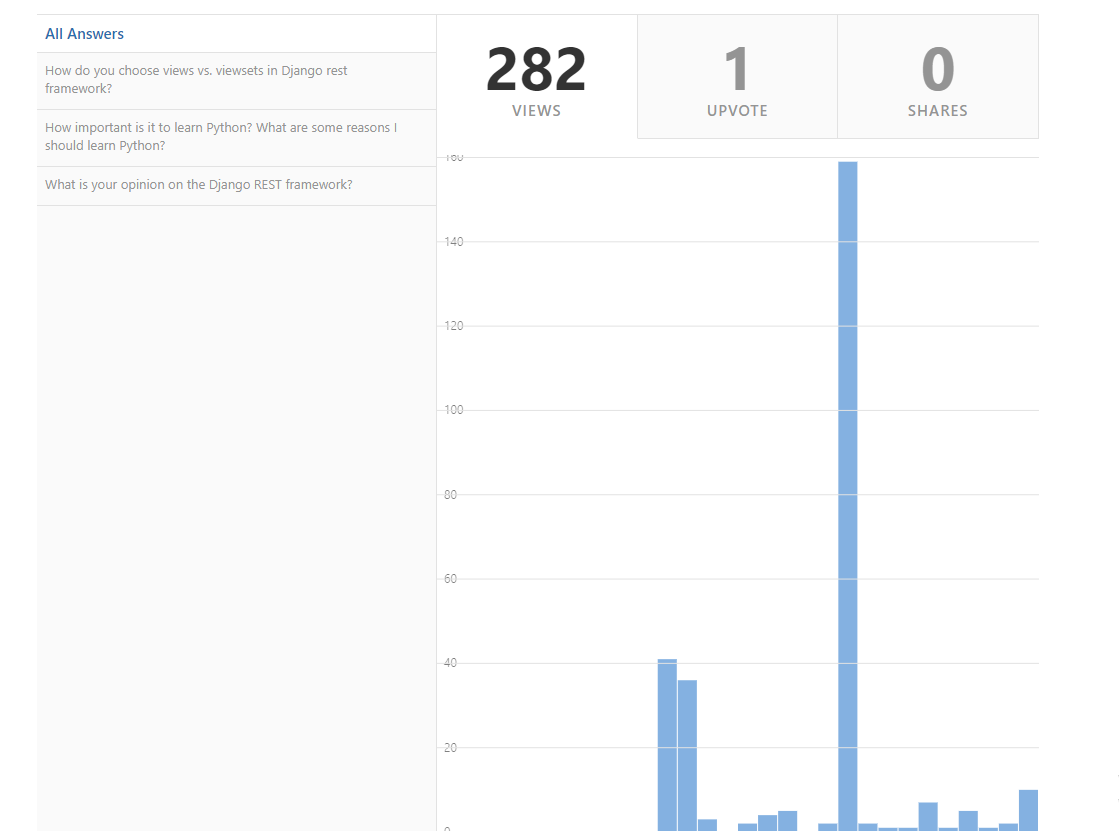 All Answers
How do you choose views vs. viewsets in Django rest
framework?
How important is it to learn Python? What are some reasons I
should learn Python?
What is your opinion on the Django REST framework?
282
VIEWS
1
UPVOTE
0
SHARES
160
140
120
100
80
60
40
20
0